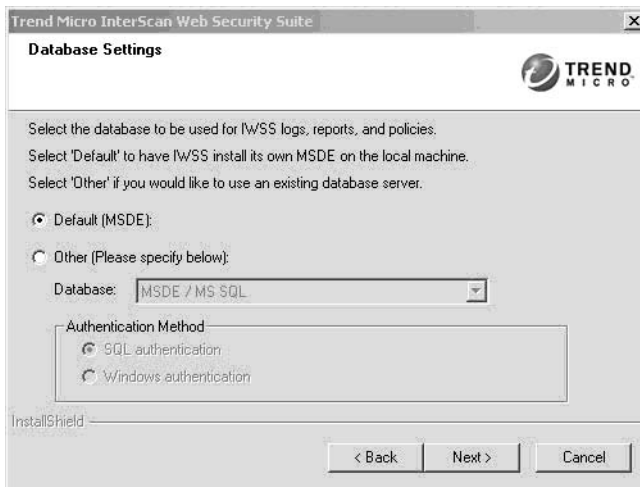 Trend Micro InterScan Web Security Suite
Database Settings
TREND
MICRO
Select the database to be used for IWSS logs, reports, and policies.
Select 'Default' to have IWSS install its own MSDE on the local machine.
Select 'Other' if you would like to use an existing database server.
Default (MSDE):
Other (Please specify below):
Database: MSDE / MS SQL
Authentication Method
SQL authentication
Windows authentication
InstallShield
< Back Next > Cancel